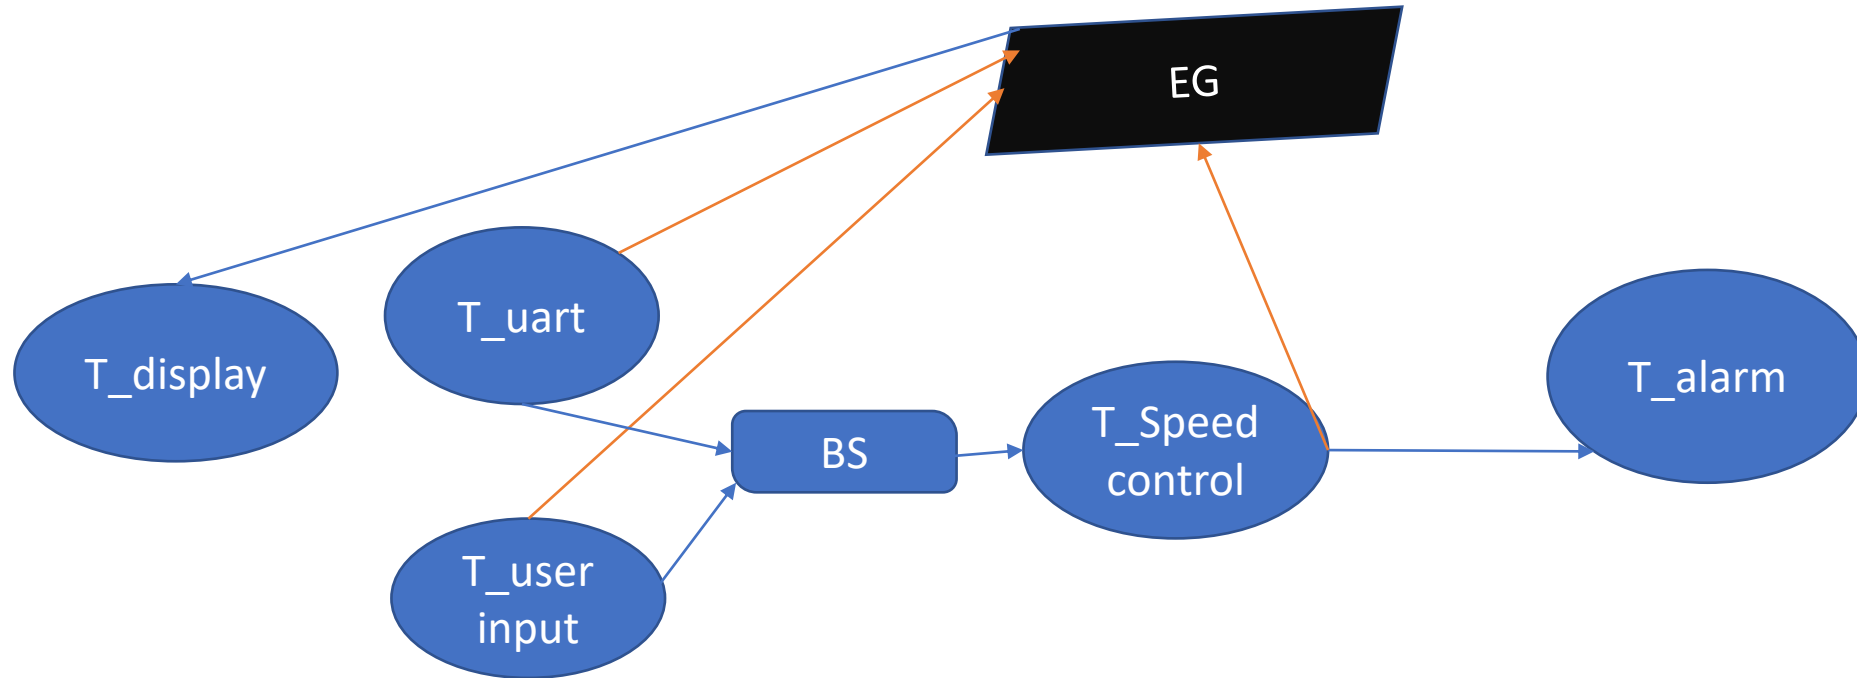 EG
T_uart
T_display
T_alarm
T_Speed
control
BS
T_user
input